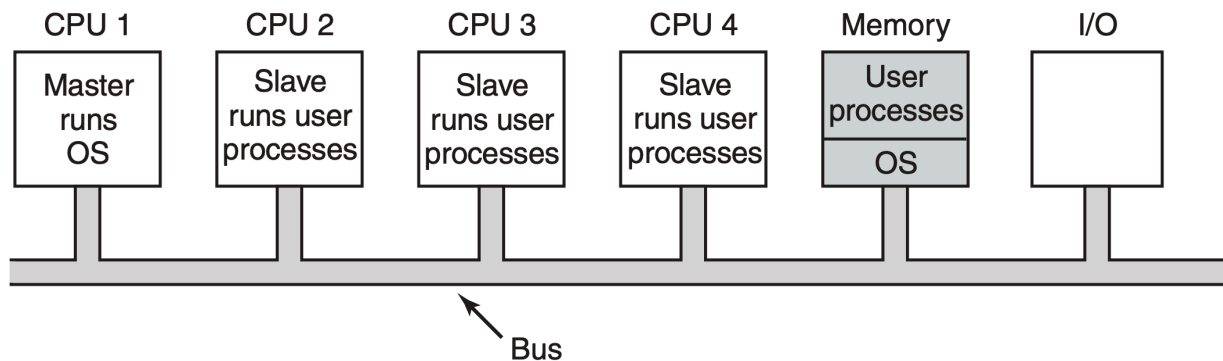 CPU 1
Master
runs
OS
CPU 2
Slave
runs user
processes
CPU 3
Slave
runs user
processes
CPU 4
Slave
runs user
processes
Memory
User
processes
OS
I/O
Bus